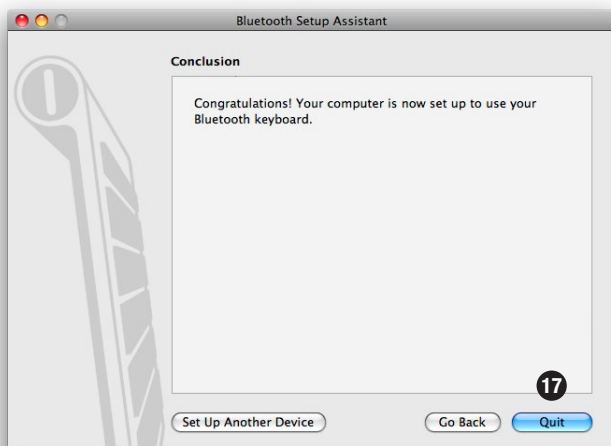 Bluetooth Setup Assistant
Conclusion
Congratulations! Your computer is now set up to use your
Bluetooth keyboard.
17
Set Up Another Device
Go Back
Quit